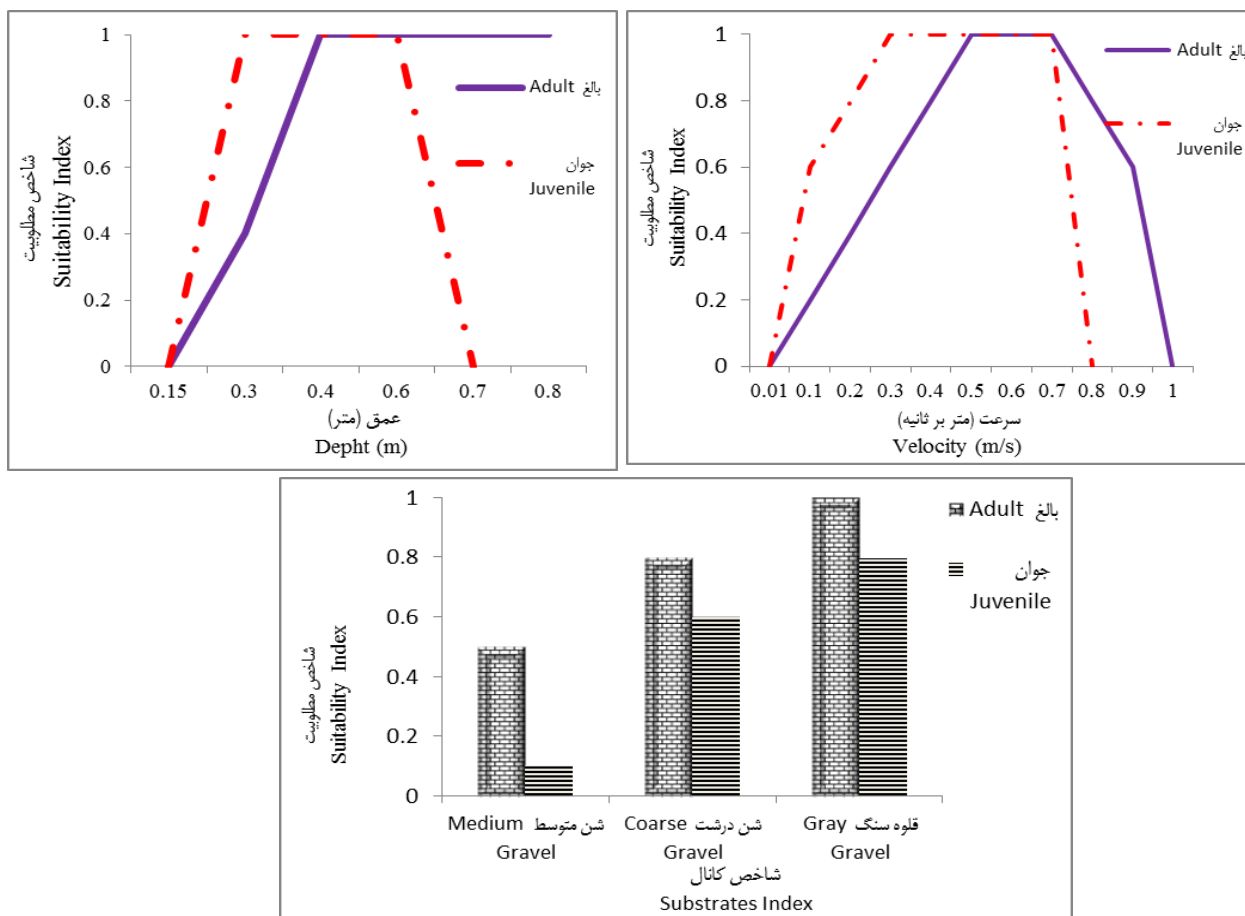 1
0.8
0.6
0.4
0.2
0
شاخص مطلوبیت
Suitability Index
بالغ Adult
جوان
Juvenile
0.15 0.3 0.4 0.6 0.7 0.8
عمق (متر)
Depht (m)
1
0.8
0.6
0.4
0.2
0
شاخص مطلوبیت
Suitability Index
بالغ Adult
جوان
Juvenile
0.01 0.1 0.2 0.3 0.4 0.5 0.6 0.7 0.8 0.9 1
سرعت (متر بر ثانیه)
Velocity (m/s)
1
0.8
0.6
0.4
0.2
0
شاخص مطلوبیت
Suitability Index
بالغ Adult
جوان
Juvenile
Medium شن متوسط
Gravel
Coarse شن درشت
Gravel
Gray قلوه سنگ
Gravel
شاخص کانال
Substrates Index